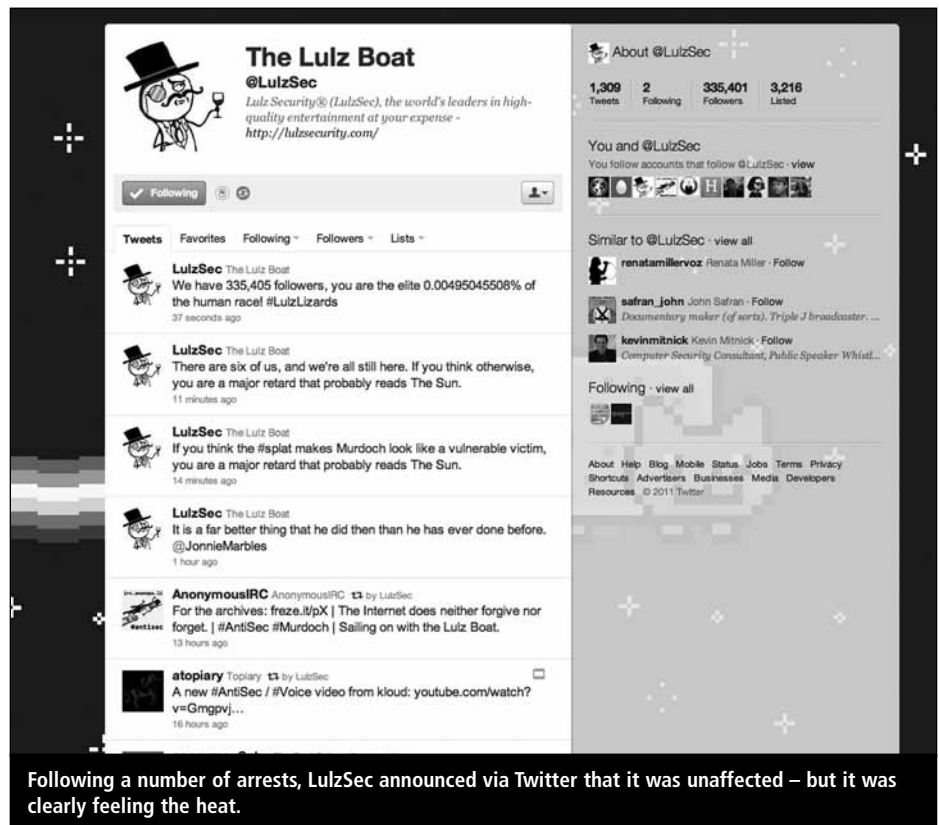 The Lulz Boat
@LulzSec
Lulz Security® (LulzSec), the world's leaders in high-
quality entertainment at your expense -
http://lulzsecurity.com/
Following
Tweets Favorites Following Followers Lists
LulzSec The Lulz Boat
We have 335,405 followers, you are the elite 0.00495045508% of
the human race! #LulzLizards
37 seconds ago
LulzSec The Lulz Boat
There are six of us, and we're all still here. If you think otherwise,
you are a major retard that probably reads The Sun.
11 minutes ago
LulzSec The Lulz Boat
If you think the #splat makes Murdoch look like a vulnerable victim,
you are a major retard that probably reads The Sun.
14 minutes ago
LulzSec The Lulz Boat
It is a far better thing that he did then than he has ever done before.
@JonnieMarbles
1 hour ago
#antisec
AnonymousIRC AnonymousIRC by LulzSec
For the archives: freze.it/pX | The Internet does neither forgive nor
forget. | #AntiSec #Murdoch | Sailing on with the Lulz Boat.
13 hours ago
atopiary Topiary by LulzSec
A new #AntiSec / #Voice video from kloud: youtube.com/watch?
v=Gmgpvj...
16 hours ago
About @LulzSec
1,309 2 335,401 3,216
Tweets Following Followers Listed
You and @LulzSec
You follow accounts that follow @LulzSec · view
H
Similar to @LulzSec · view all
renatamillervoz Renata Miller · Follow
safran_john John Safran · Follow
Documentary maker (of sorts). Triple J broadcaster. ...
kevinmitnick Kevin Mitnick · Follow
Computer Security Consultant, Public Speaker Whistl...
Following · view all
About Help Blog Mobile Status Jobs Terms Privacy
Shortcuts Advertisers Businesses Media Developers
Resources © 2011 Twitter
Following a number of arrests, LulzSec announced via Twitter that it was unaffected – but it was
clearly feeling the heat.